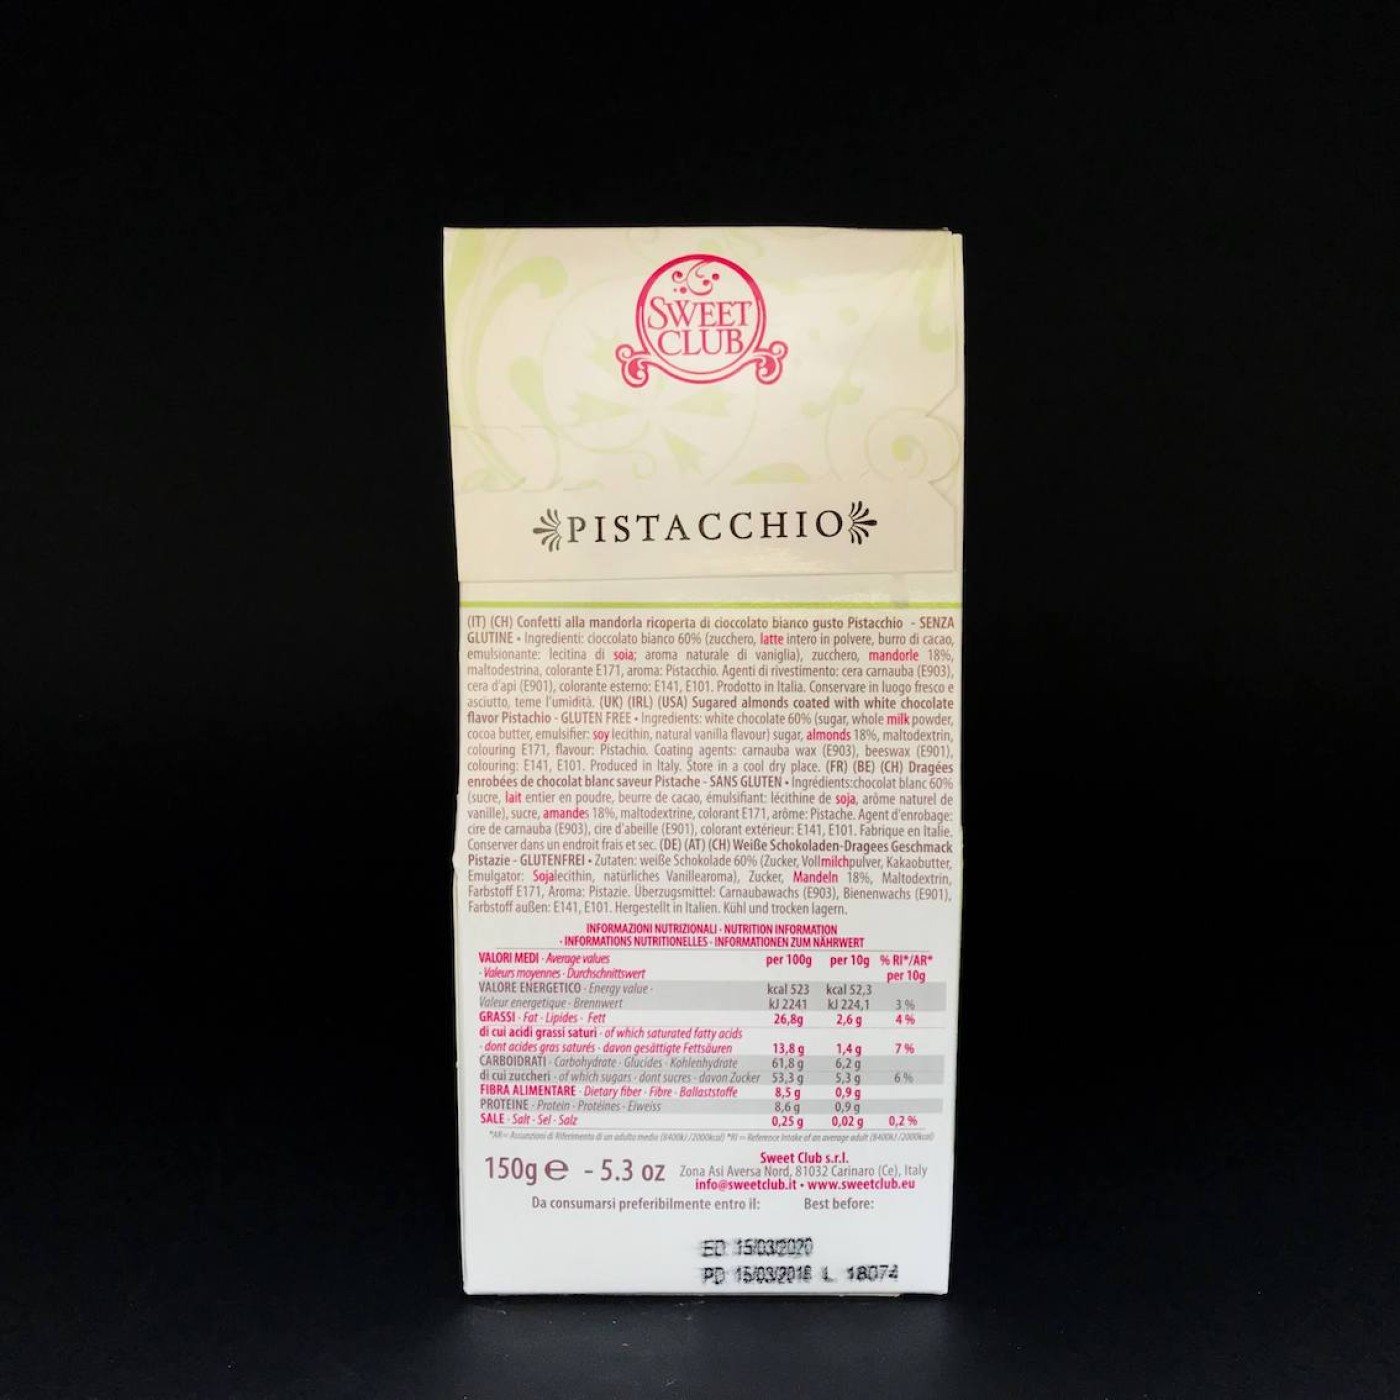 SWEET
CLUB
PISTACCHIO
(IT) (CH) Confetti alla mandorla ricoperta di cioccolato bianco gusto Pistacchio - SENZA
GLUTINE • Ingredienti: cioccolato bianco 60% (zucchero, latte intero in polvere, burro di cacao,
emulsionante: lecitina di soia; aroma naturale di vaniglia), zucchero, mandorle 18%,
maltodestrina, colorante E171, aroma: Pistacchio. Agenti di rivestimento: cera carnauba (E903),
cera d'api (E901), colorante esterno: E141, E101. Prodotto in Italia. Conservare in luogo fresco e
asciutto, teme l'umidità. (UK) (IRL) (USA) Sugared almonds coated with white chocolate
flavor Pistachio - GLUTEN FREE • Ingredients: white chocolate 60% (sugar, whole milk powder,
cocoa butter, emulsifier: soy lecithin, natural vanilla flavour) sugar, almonds 18%, maltodextrin,
colouring E171, flavour: Pistachio. Coating agents: carnauba wax (E903), beeswax (E901),
colouring: E141, E101. Produced in Italy. Store in a cool dry place. (FR) (BE) (CH) Dragées
enrobées de chocolat blanc saveur Pistache - SANS GLUTEN • Ingrédients:chocolat blanc 60%
(sucre, lait entier en poudre, beurre de cacao, émulsifiant: lécithine de soja, arôme naturel de
vanille), sucre, amandes 18%, maltodextrine, colorant E171, arôme: Pistache. Agent d'enrobage:
cire de carnauba (E903), cire d'abeille (E901), colorant extérieur: E141, E101. Fabrique en Italie.
Conserver dans un endroit frais et sec. (DE) (AT) (CH) Weiße Schokoladen-Dragees Geschmack
Pistazie - GLUTENFREI • Zutaten: weiße Schokolade 60% (Zucker, Vollmilchpulver, Kakaobutter,
Emulgator: Sojalecithin, natürliches Vanillearoma), Zucker, Mandeln 18%, Maltodextrin,
Farbstoff E171, Aroma: Pistazie. Überzugsmittel: Carnaubawachs (E903), Bienenwachs (E901),
Farbstoff außen: E141, E101. Hergestellt in Italien. Kühl und trocken lagern.
INFORMAZIONI NUTRIZIONALI - NUTRITION INFORMATION
- INFORMATIONS NUTRITIONELLES - INFORMATIONEN ZUM NÄHRWERT
VALORI MEDI - Average values per 100g per 10g % RI*/AR*
- Valeurs moyennes - Durchschnittswert per 10g
VALORE ENERGETICO - Energy value - kcal 523 kcal 52,3
Valeur energetique - Brennwert kJ 2241 kJ 224,1 3 %
GRASSI - Fat - Lipides - Fett 26,8g 2,6 g 4 %
di cui acidi grassi saturi - of which saturated fatty acids
- dont acides gras saturés - davon gesättigte Fettsäuren 13,8 g 1,4 g 7 %
CARBOIDRATI - Carbohydrate - Glucides - Kohlenhydrate 61,8 g 6,2 g
di cui zuccheri - of which sugars - dont sucres - davon Zucker 53,3 g 5,3 g 6 %
FIBRA ALIMENTARE - Dietary fiber - Fibre - Ballaststoffe 8,5 g 0,9 g
PROTEINE - Protein - Protéines - Eiweiss 8,6 g 0,9 g
SALE - Salt - Sel - Salz 0,25 g 0,02 g 0,2 %
*AR= Assunzioni di Riferimento di un adulto medio (8400kJ/2000kcal) *RI = Reference Intake of an average adult (8400kJ/2000kcal)
150g e - 5.3 oz
Sweet Club s.r.l.
Zona Asi Aversa Nord, 81032 Carinaro (Ce), Italy
info@sweetclub.it • www.sweetclub.eu
Da consumarsi preferibilmente entro il: Best before:
ED 15/03/2020
PD 15/03/2018 L 18074